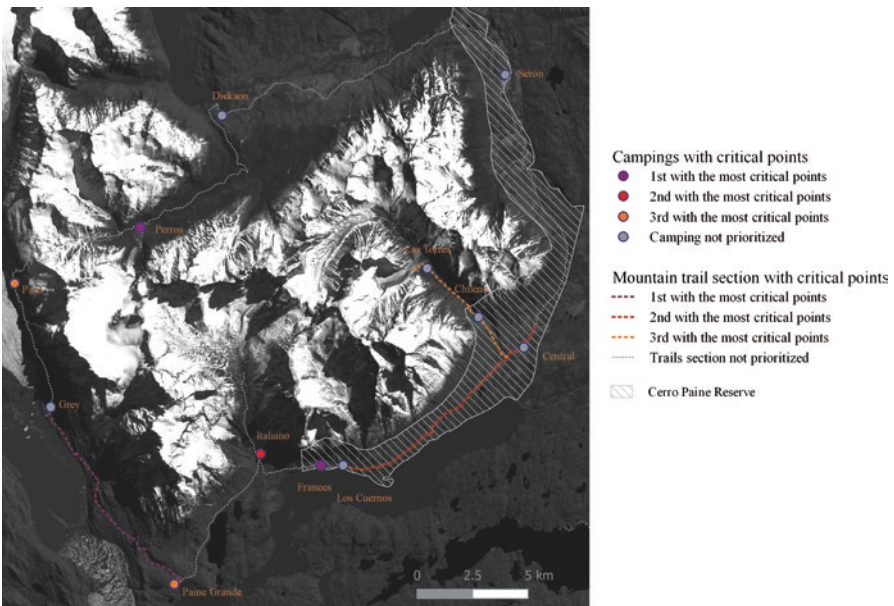 Seron
Dickson
Perros
Las Torres
Chileno
Paso
Central
Grey
Italiano
Frances
Los Cuernos
Paine Grande
0 2.5 5 km
Campings with critical points
1st with the most critical points
2nd with the most critical points
3rd with the most critical points
Camping not prioritized
Mountain trail section with critical points
1st with the most critical points
2nd with the most critical points
3rd with the most critical points
Trails section not prioritized
Cerro Paine Reserve